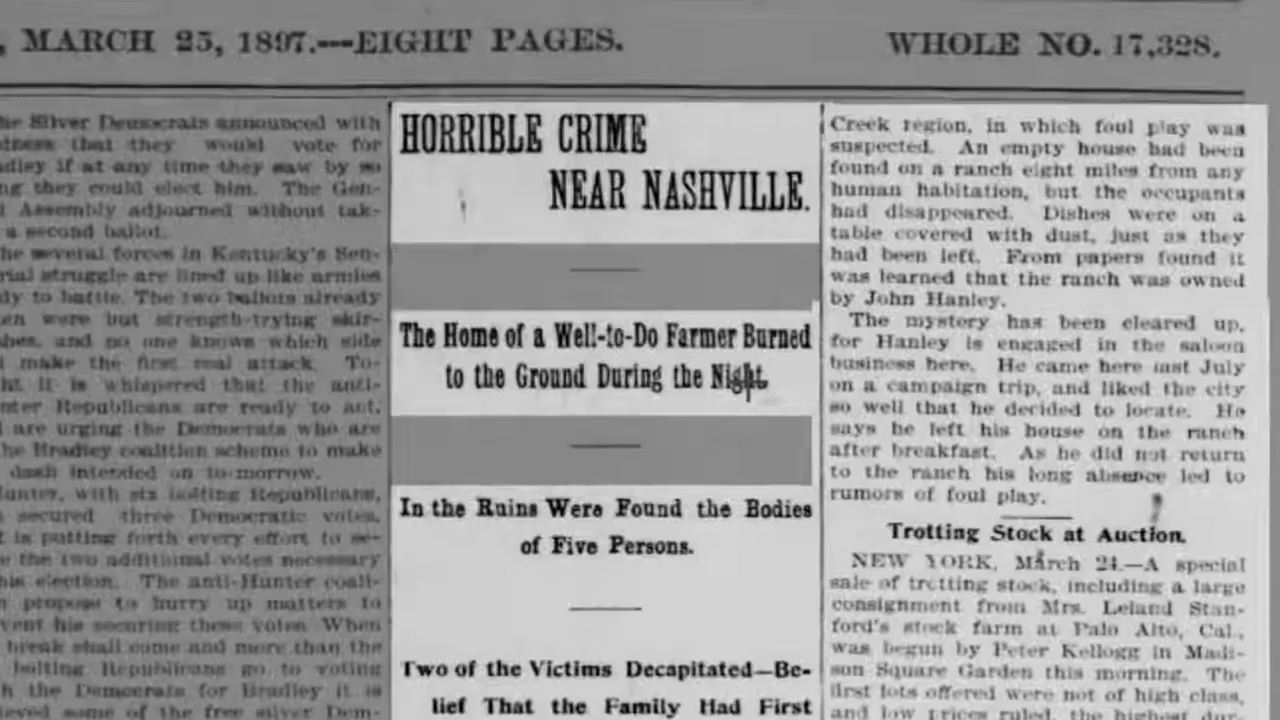 , MARCH 25, 1897.---EIGHT PAGES.
WHOLE NO. 17,328.
he Silver Democrats announced with
that they would vote for
if at any time they saw by so
ng they could elect him. The Gen-
l Assembly adjourned without tak-
a second ballot.
he several forces in Kentucky's Sen-
rial struggle are lined up like armies
dy to battle. The two ballots already
en were but strength-trying skir-
hes, and no one knows which side
l make the first real attack. To-
ht it is whispered that the anti-
nter Republicans are ready to act,
d are urging the Democrats who are
he Bradley coalition scheme to make
dash intended on to-morrow.
Hunter, with six bolting Republicans,
secured three Democratic votes,
t is putting forth every effort to se-
e the two additional votes necessary
his election. The anti-Hunter coali-
n propose to hurry up matters to
vent his securing these votes. When
break shall come and more than the
bolting Republicans go to voting
h the Democrats for Bradley it is
ieved some of the free silver Dem-
HORRIBLE CRIME
NEAR NASHVILLE.
The Home of a Well-to-Do Farmer Burned
to the Ground During the Night.
In the Ruins Were Found the Bodies
of Five Persons.
Two of the Victims Decapitated—Be-
lief That the Family Had First
Creek region, in which foul play was
suspected. An empty house had been
found on a ranch eight miles from any
human habitation, but the occupants
had disappeared. Dishes were on a
table covered with dust, just as they
had been left. From papers found it
was learned that the ranch was owned
by John Hanley.
The mystery has been cleared up,
for Hanley is engaged in the saloon
business here. He came here last July
on a campaign trip, and liked the city
so well that he decided to locate. He
says he left his house on the ranch
after breakfast. As he did not return
to the ranch his long absence led to
rumors of foul play.
Trotting Stock at Auction.
NEW YORK, March 24.—A special
sale of trotting stock, including a large
consignment from Mrs. Leland Stan-
ford's stock farm at Palo Alto, Cal.,
was begun by Peter Kellogg in Madi-
son Square Garden this morning. The
first lots offered were not of high class,
and low prices ruled, the highest